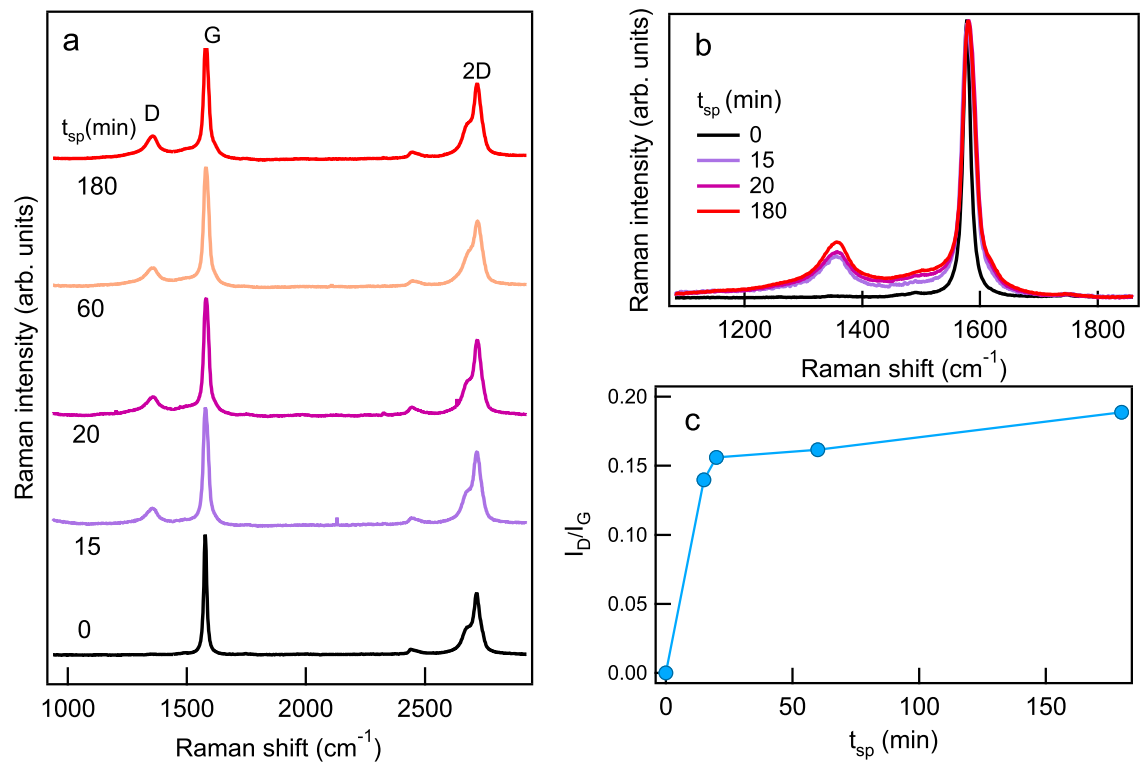 a
G
2D
D
t_sp(min)
180
60
20
15
0
Raman intensity (arb. units)
1000 1500 2000 2500
Raman shift (cm⁻¹)
b
t_sp (min)
0
15
20
180
Raman intensity (arb. units)
1200 1400 1600 1800
Raman shift (cm⁻¹)
c
0.20
0.15
0.10
0.05
0.00
I_D/I_G
0 50 100 150
t_sp (min)